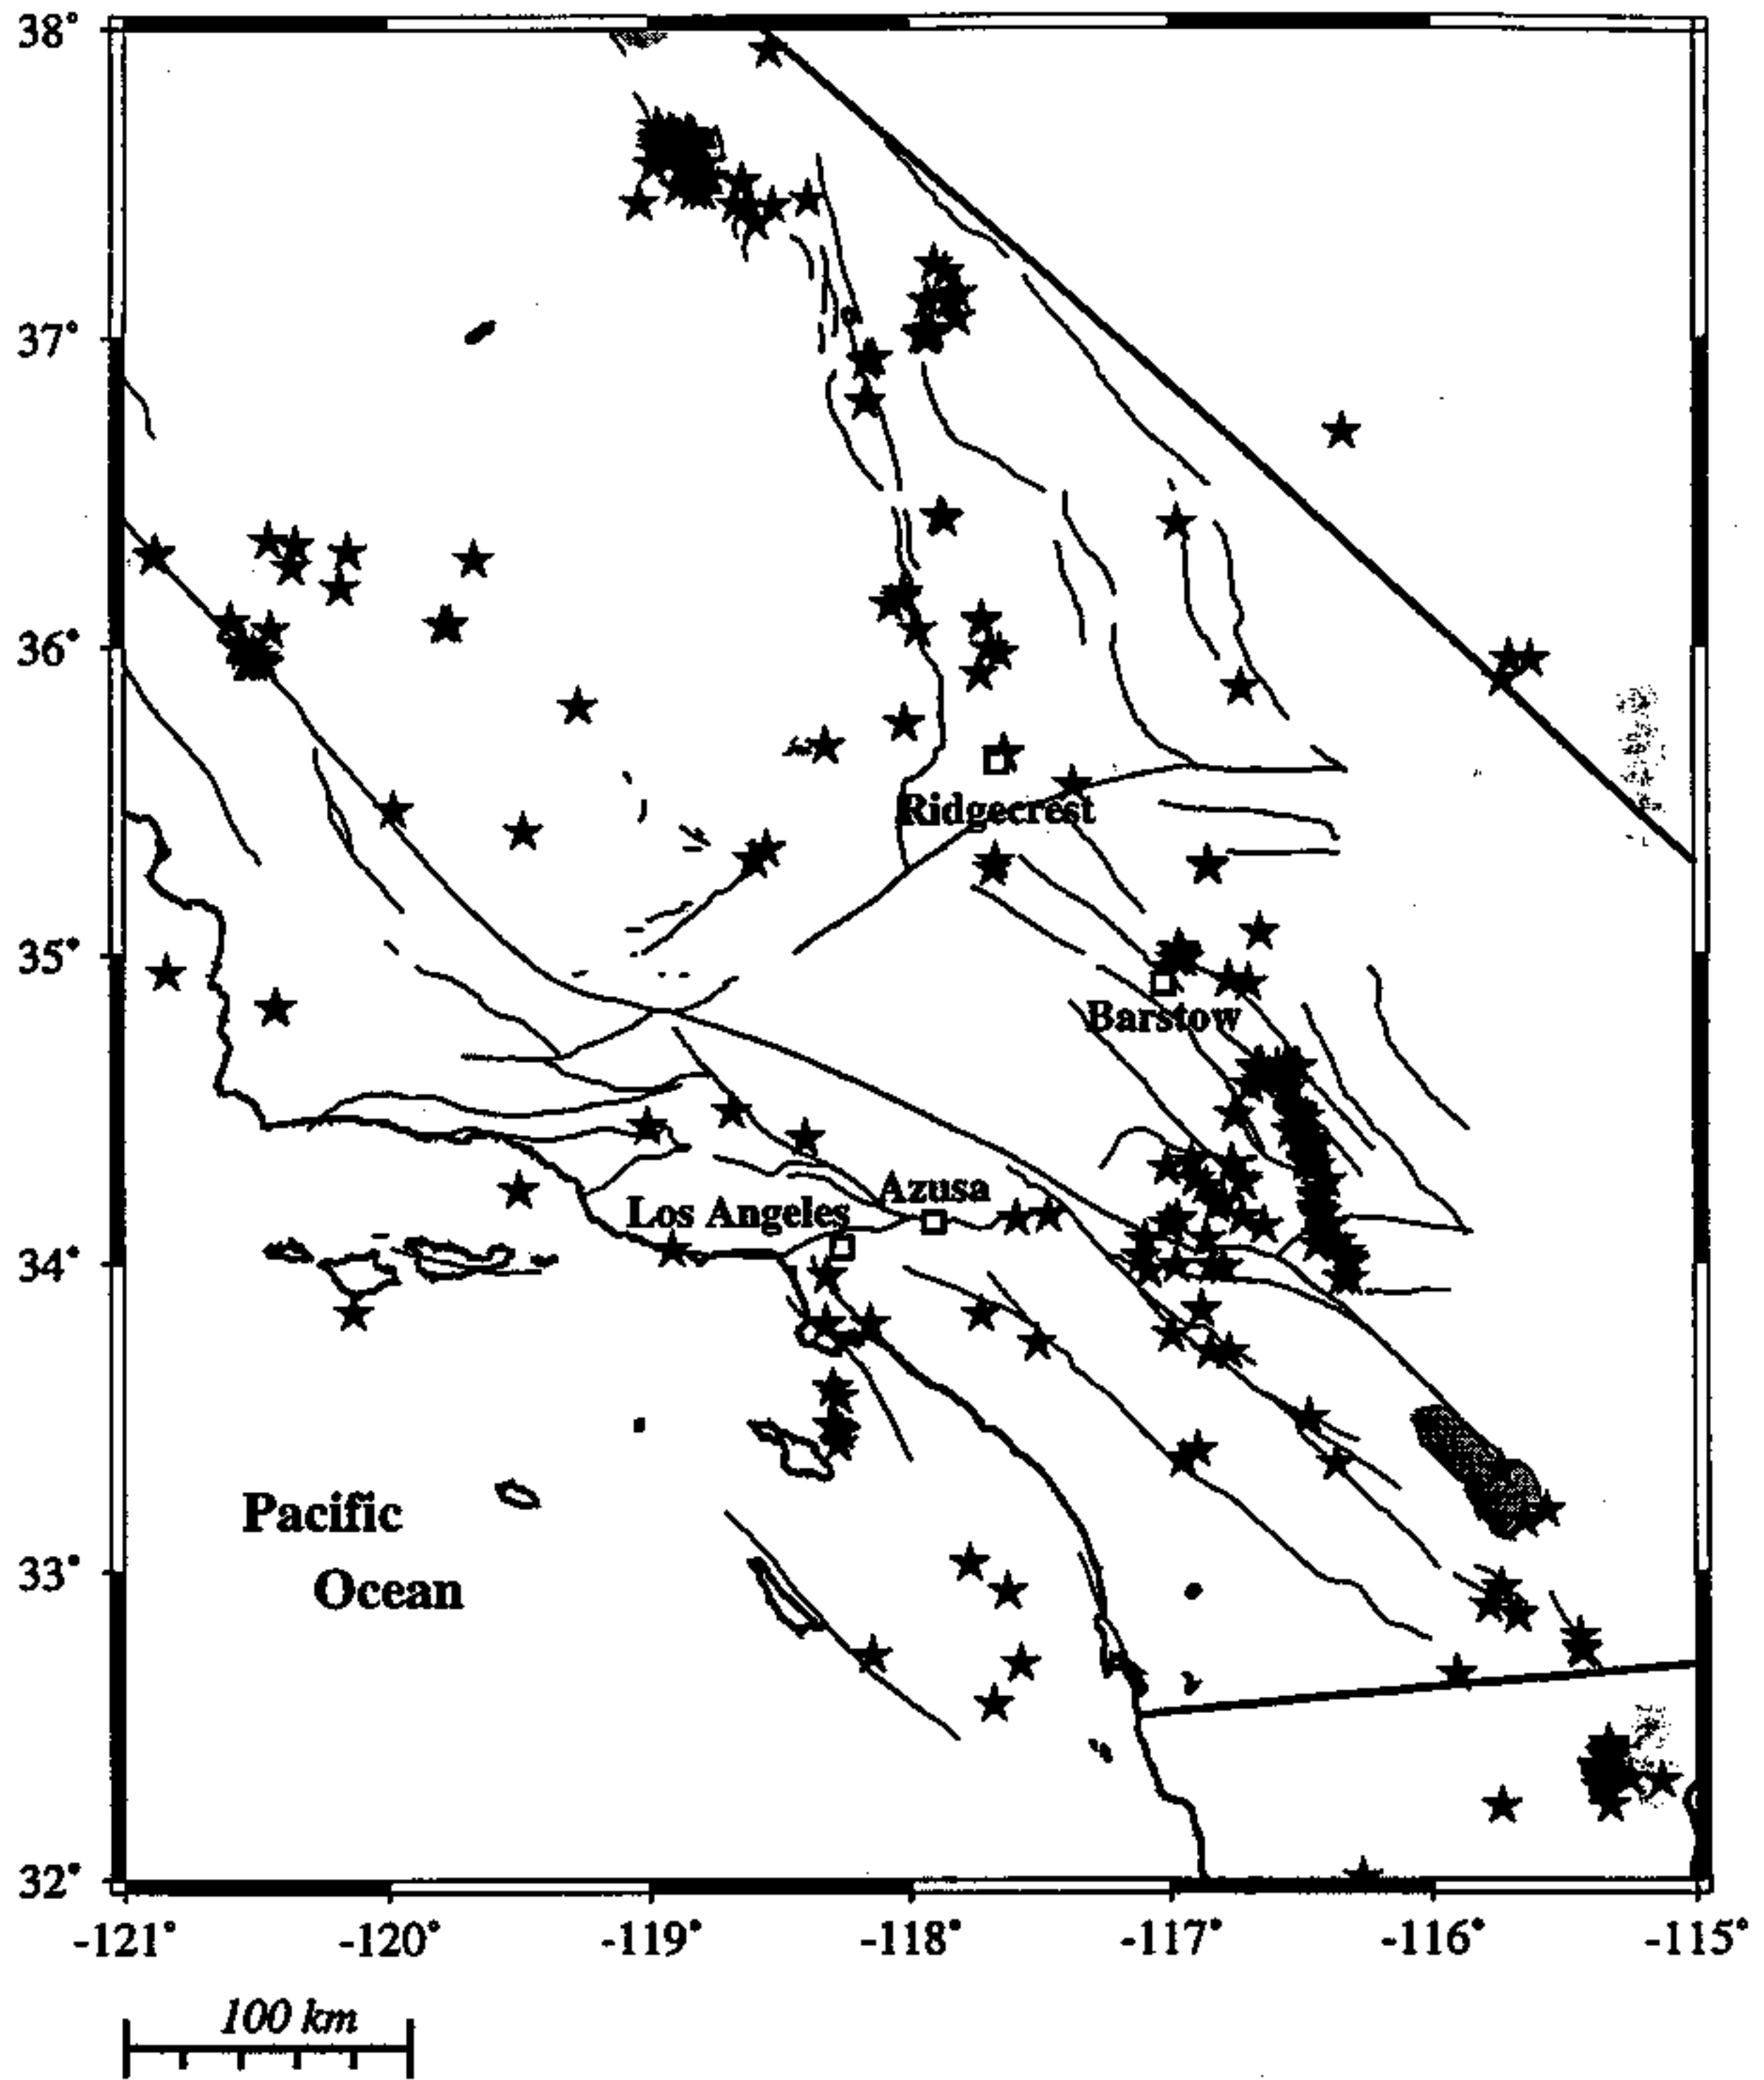 38°
37°
36°
Ridgecrest
35°
Barstow
Azusa
Los Angeles
34°
Pacific
33°
Ocean
32°
-121° -120° -119° -118° -117° -116° -115°
100 km